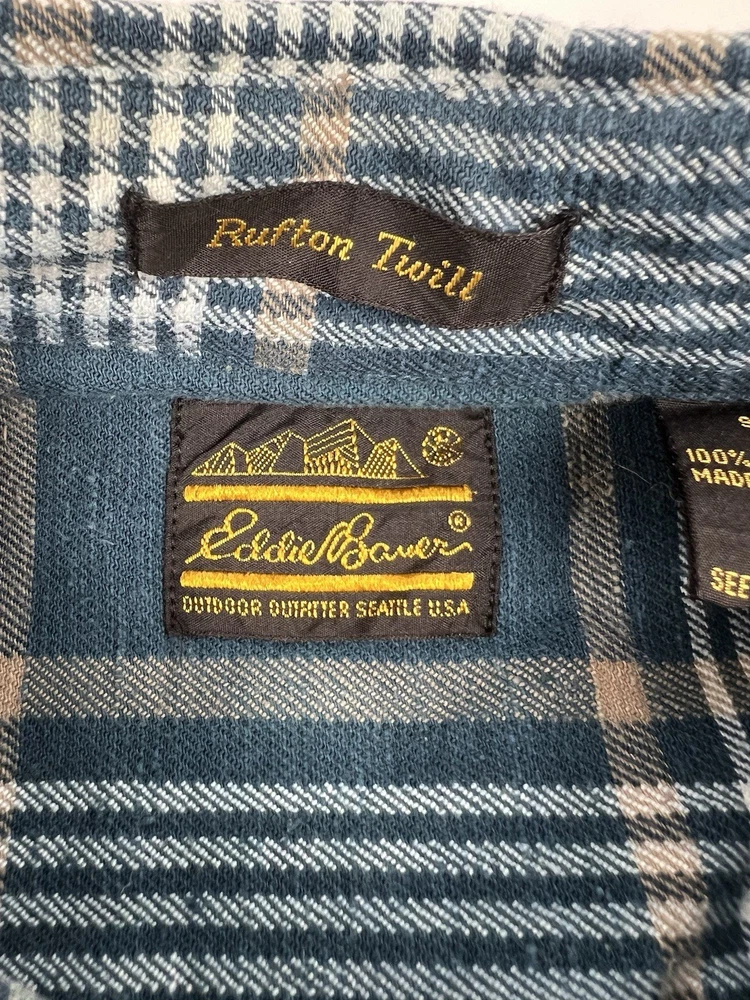 Rufton Twill
Eddie Bauer®
OUTDOOR OUTFITTER SEATTLE U.S.A
100%
MADE
SEE